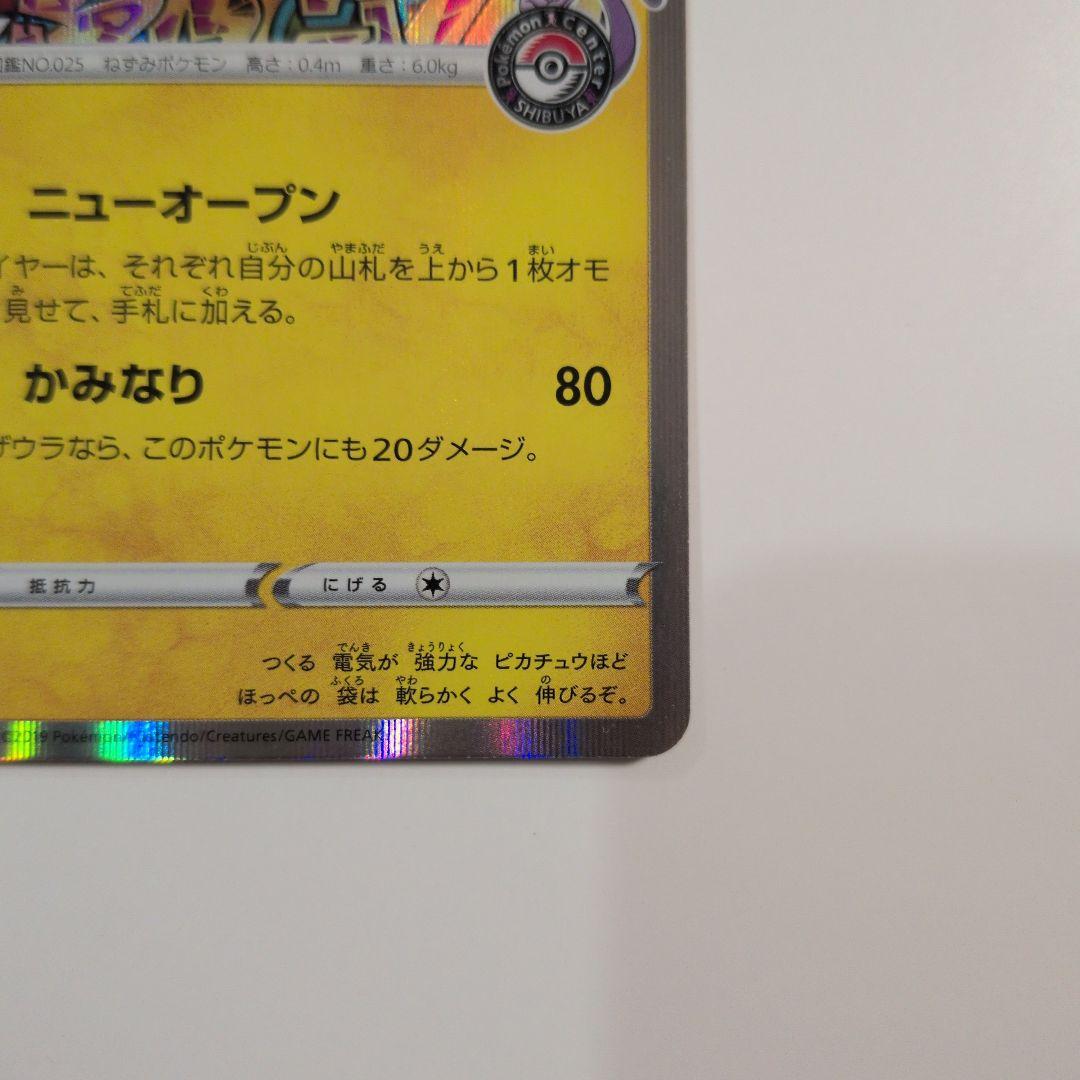 図鑑NO.025 ねずみポケモン 高さ:0.4m 重さ:6.0kg
Pokémon Center
SHIBUYA
ニューオープン
イヤーは、それぞれ自分の山札を上から1枚オモ
見せて、手札に加える。
かみなり 80
ウラなら、このポケモンにも20ダメージ。
抵抗力 にげる
つくる 電気が 強力な ピカチュウほど
ほっぺの 袋は 軟らかく よく 伸びるぞ。
©2019 Pokémon/Nintendo/Creatures/GAME FREAK